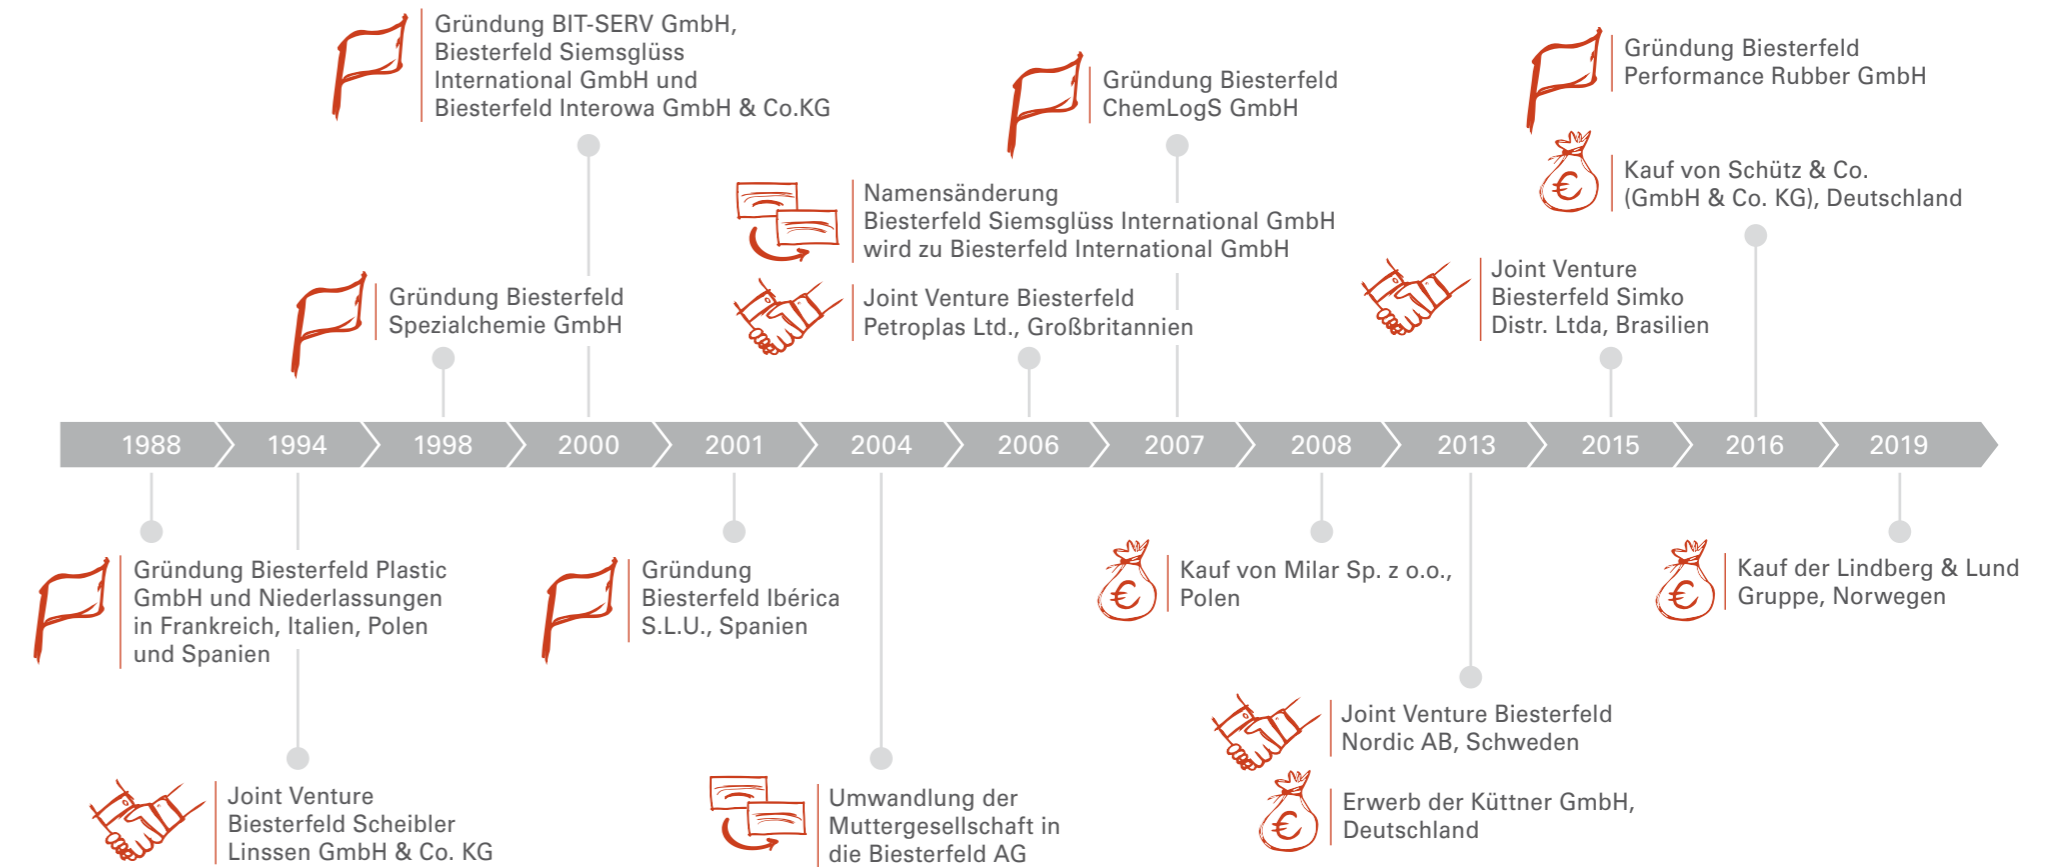 Gründung BIT-SERV GmbH,
Biesterfeld Siemsglüss
International GmbH und
Biesterfeld Interowa GmbH & Co.KG
Gründung Biesterfeld
ChemLogS GmbH
Gründung Biesterfeld
Performance Rubber GmbH
Kauf von Schütz & Co.
(GmbH & Co. KG), Deutschland
Namensänderung
Biesterfeld Siemsglüss International GmbH
wird zu Biesterfeld International GmbH
Joint Venture Biesterfeld
Petroplas Ltd., Großbritannien
Joint Venture
Biesterfeld Simko
Distr. Ltda, Brasilien
Gründung Biesterfeld
Spezialchemie GmbH
1988 1994 1998 2000 2001 2004 2006 2007 2008 2013 2015 2016 2019
Gründung Biesterfeld Plastic
GmbH und Niederlassungen
in Frankreich, Italien, Polen
und Spanien
Gründung
Biesterfeld Ibérica
S.L.U., Spanien
Kauf von Milar Sp. z o.o.,
Polen
Kauf der Lindberg & Lund
Gruppe, Norwegen
Joint Venture Biesterfeld
Nordic AB, Schweden
Erwerb der Küttner GmbH,
Deutschland
Joint Venture
Biesterfeld Scheibler
Linssen GmbH & Co. KG
Umwandlung der
Muttergesellschaft in
die Biesterfeld AG
€
€
€
€